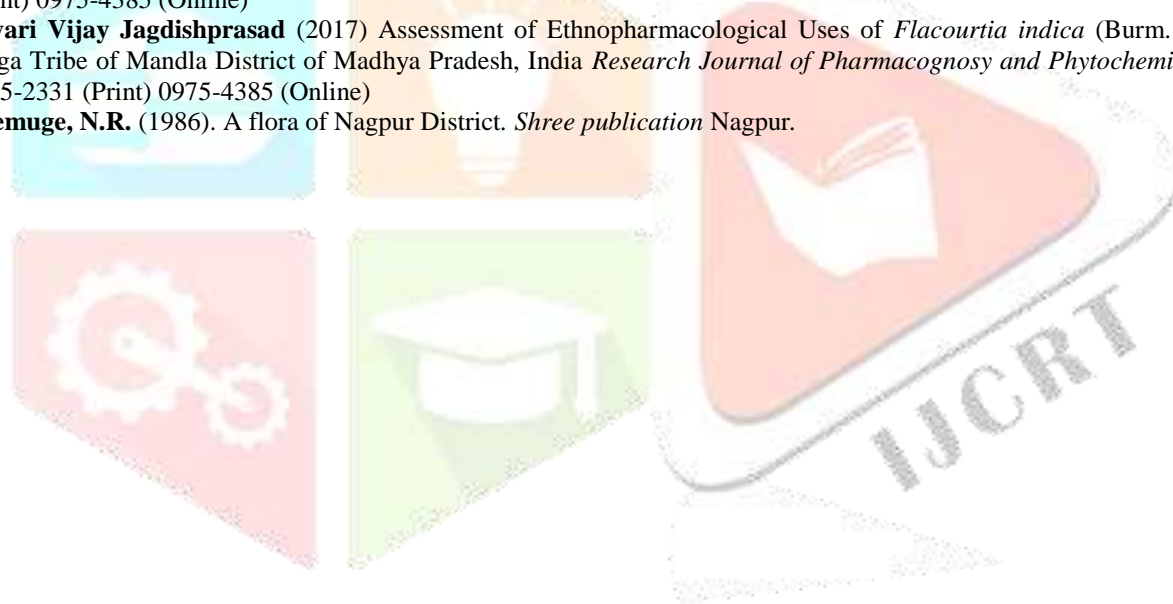 nt) 0975-4385 (Online)
vari Vijay Jagdishprasad (2017) Assessment of Ethnopharmacological Uses of Flacourtia indica (Burm.
ga Tribe of Mandla District of Madhya Pradesh, India Research Journal of Pharmacognosy and Phytochemi
5-2331 (Print) 0975-4385 (Online)
emuge, N.R. (1986). A flora of Nagpur District. Shree publication Nagpur.
IJCRT